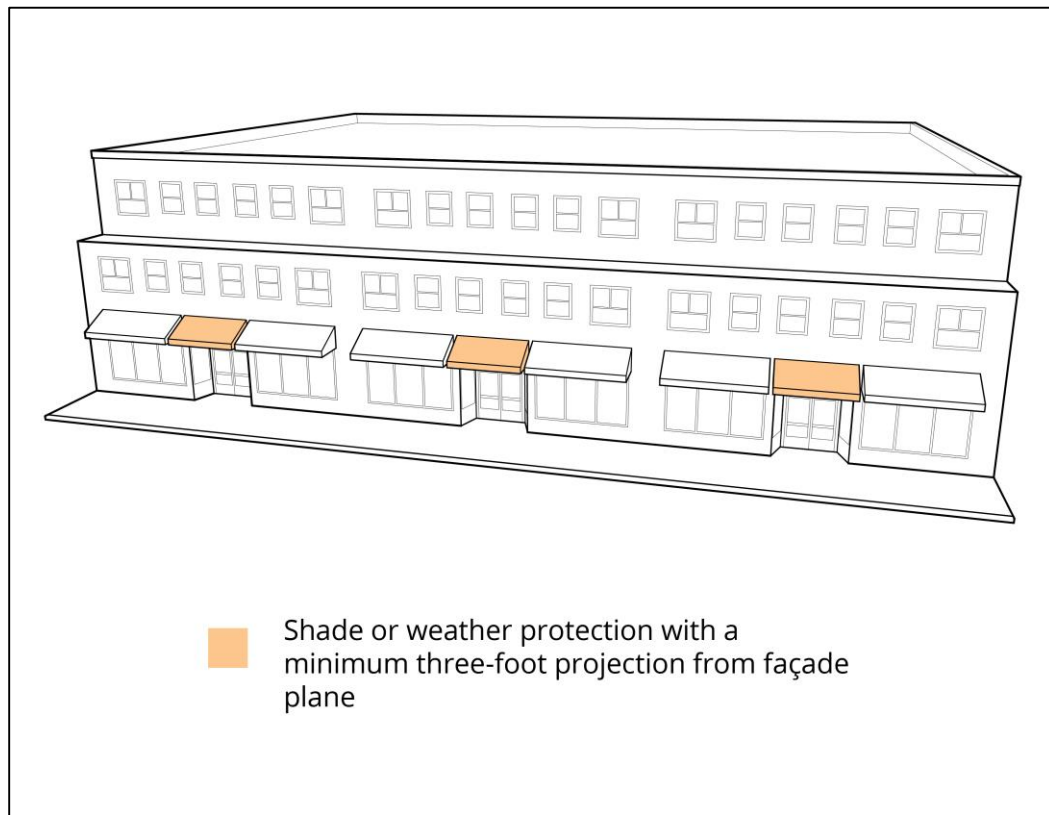 Shade or weather protection with a
minimum three-foot projection from façade
plane